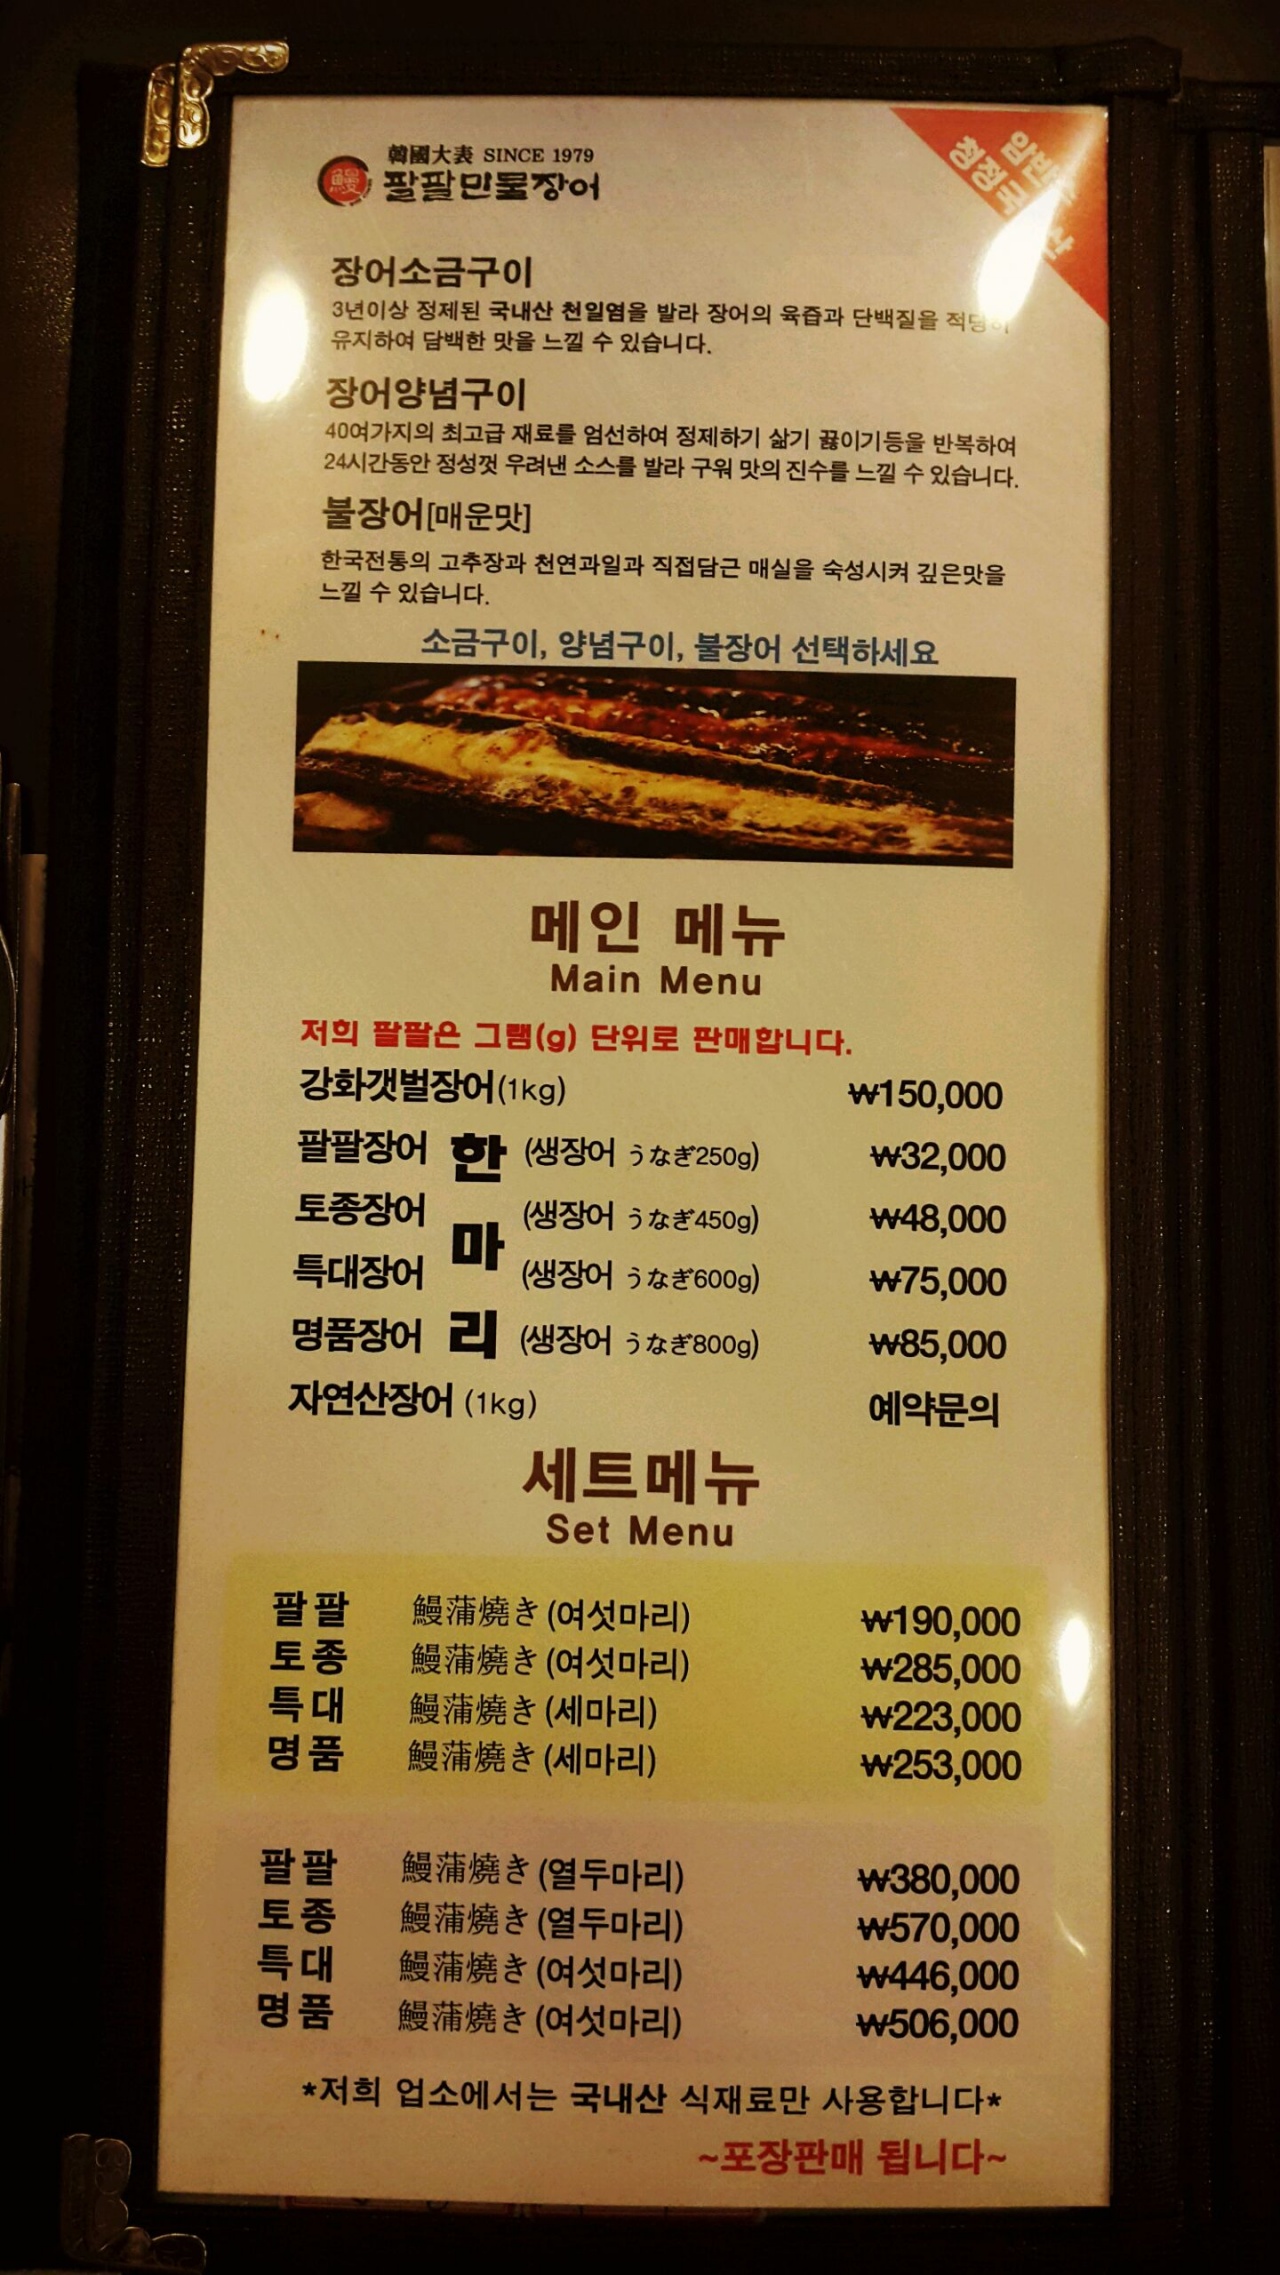 韓國大表 SINCE 1979
鰻 팔팔민물장어
청정국
장어소금구이
3년이상 정제된 국내산 천일염을 발라 장어의 육즙과 단백질을 적당히
유지하여 담백한 맛을 느낄 수 있습니다.
장어양념구이
40여가지의 최고급 재료를 엄선하여 정제하기 삶기 끓이기등을 반복하여
24시간동안 정성껏 우려낸 소스를 발라 구워 맛의 진수를 느낄 수 있습니다.
불장어[매운맛]
한국전통의 고추장과 천연과일과 직접담근 매실을 숙성시켜 깊은맛을
느낄 수 있습니다.
소금구이, 양념구이, 불장어 선택하세요
메인 메뉴
Main Menu
저희 팔팔은 그램(g) 단위로 판매합니다.
강화갯벌장어(1kg) ₩150,000
팔팔장어 한 (생장어 うなぎ250g) ₩32,000
토종장어 마 (생장어 うなぎ450g) ₩48,000
특대장어 (생장어 うなぎ600g) ₩75,000
명품장어 리 (생장어 うなぎ800g) ₩85,000
자연산장어 (1kg) 예약문의
세트메뉴
Set Menu
팔팔 鰻蒲燒き (여섯마리) ₩190,000
토종 鰻蒲燒き (여섯마리) ₩285,000
특대 鰻蒲燒き (세마리) ₩223,000
명품 鰻蒲燒き (세마리) ₩253,000
팔팔 鰻蒲燒き (열두마리) ₩380,000
토종 鰻蒲燒き (열두마리) ₩570,000
특대 鰻蒲燒き (여섯마리) ₩446,000
명품 鰻蒲燒き (여섯마리) ₩506,000
*저희 업소에서는 국내산 식재료만 사용합니다*
~포장판매 됩니다~